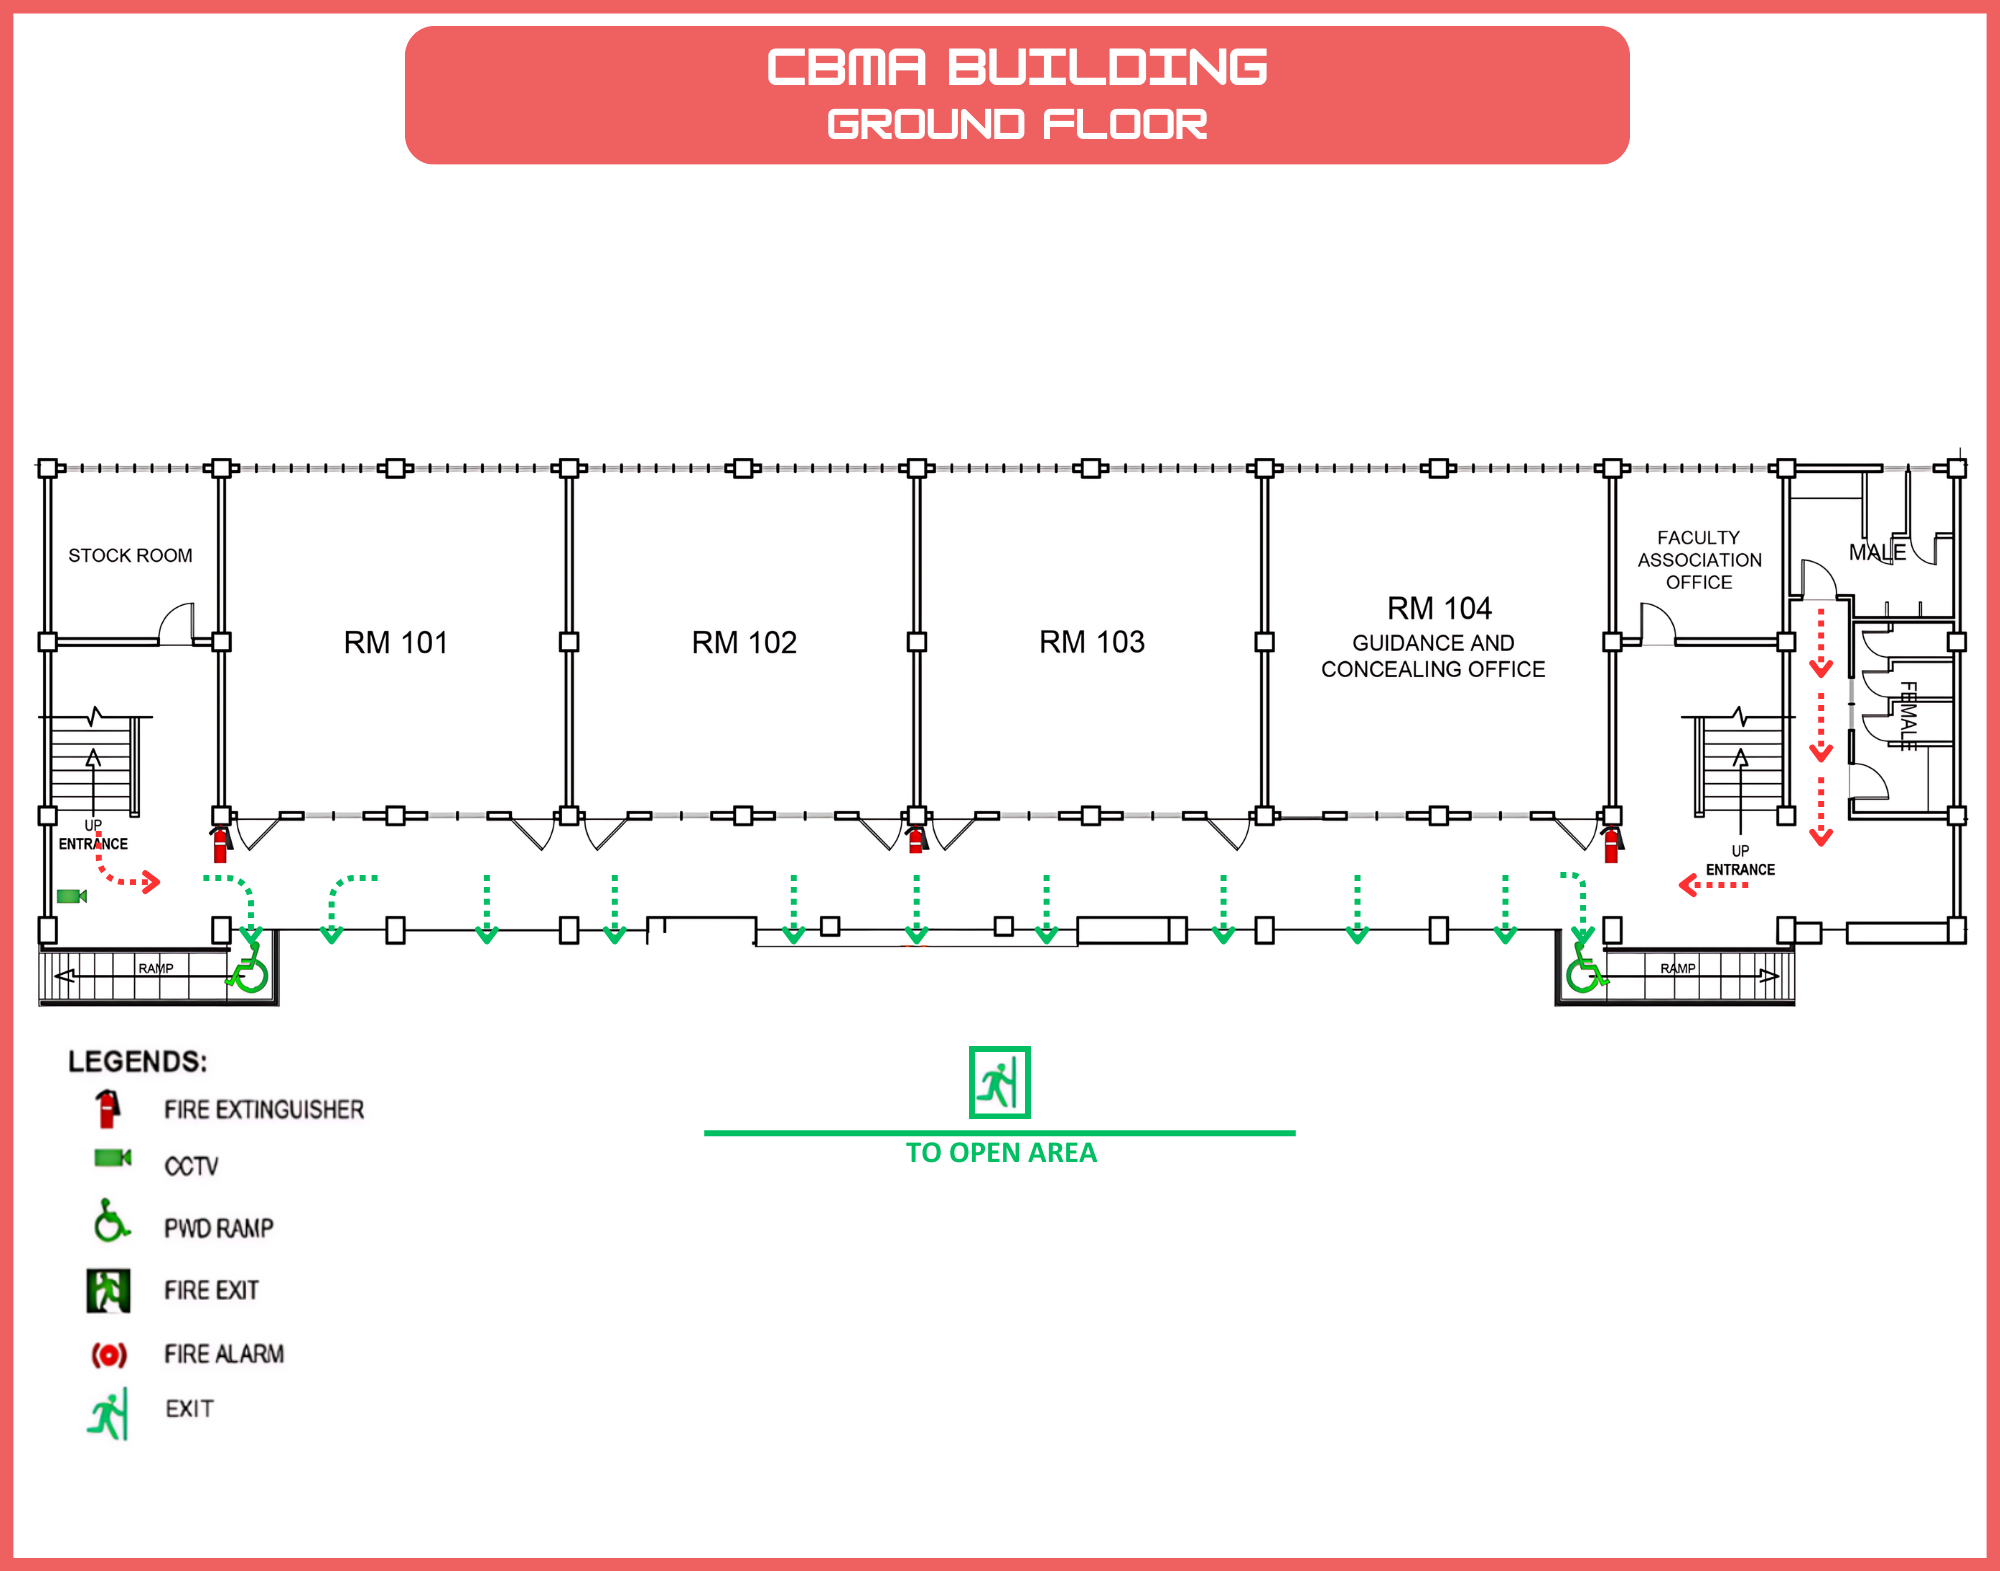 CBMA BUILDING
GROUND FLOOR
STOCK ROOM
RM 101
RM 102
RM 103
RM 104
GUIDANCE AND
CONCEALING OFFICE
FACULTY
ASSOCIATION
OFFICE
MALE
FEMALE
UP
ENTRANCE
UP
ENTRANCE
RAMP
RAMP
TO OPEN AREA
LEGENDS:
FIRE EXTINGUISHER
CCTV
PWD RAMP
FIRE EXIT
FIRE ALARM
EXIT